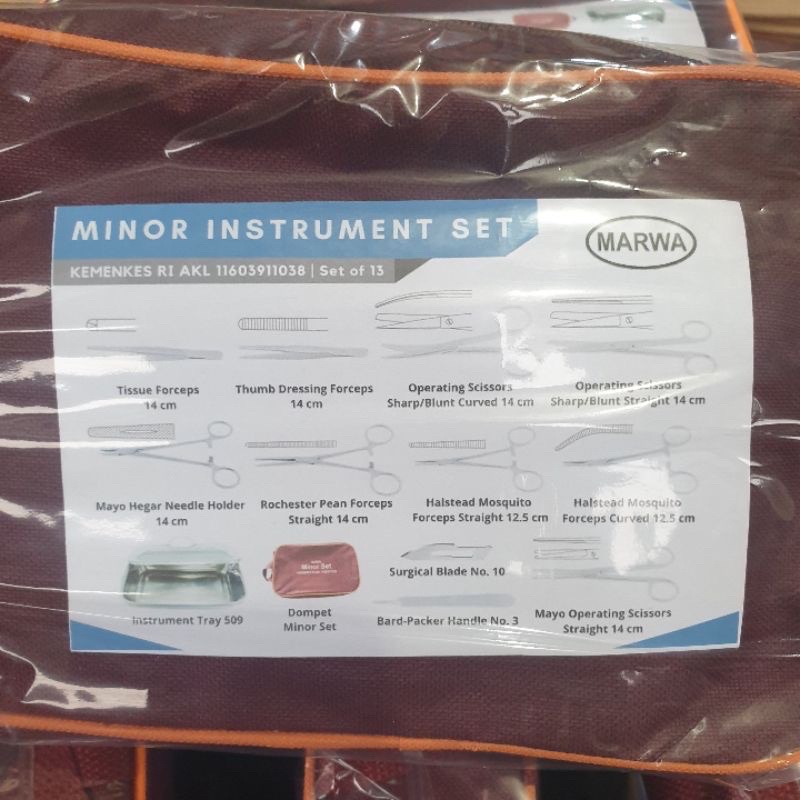 MINOR INSTRUMENT SET
MARWA
KEMENKES RI AKL 11603911038 | Set of 13
Tissue Forceps
14 cm
Thumb Dressing Forceps
14 cm
Operating Scissors
Sharp/Blunt Curved 14 cm
Operating Scissors
Sharp/Blunt Straight 14 cm
Mayo Hegar Needle Holder
14 cm
Rochester Pean Forceps
Straight 14 cm
Halstead Mosquito
Forceps Straight 12.5 cm
Halstead Mosquito
Forceps Curved 12.5 cm
Instrument Tray 509
Minor Set
Dompet
Minor Set
Surgical Blade No. 10
Bard-Packer Handle No. 3
Mayo Operating Scissors
Straight 14 cm